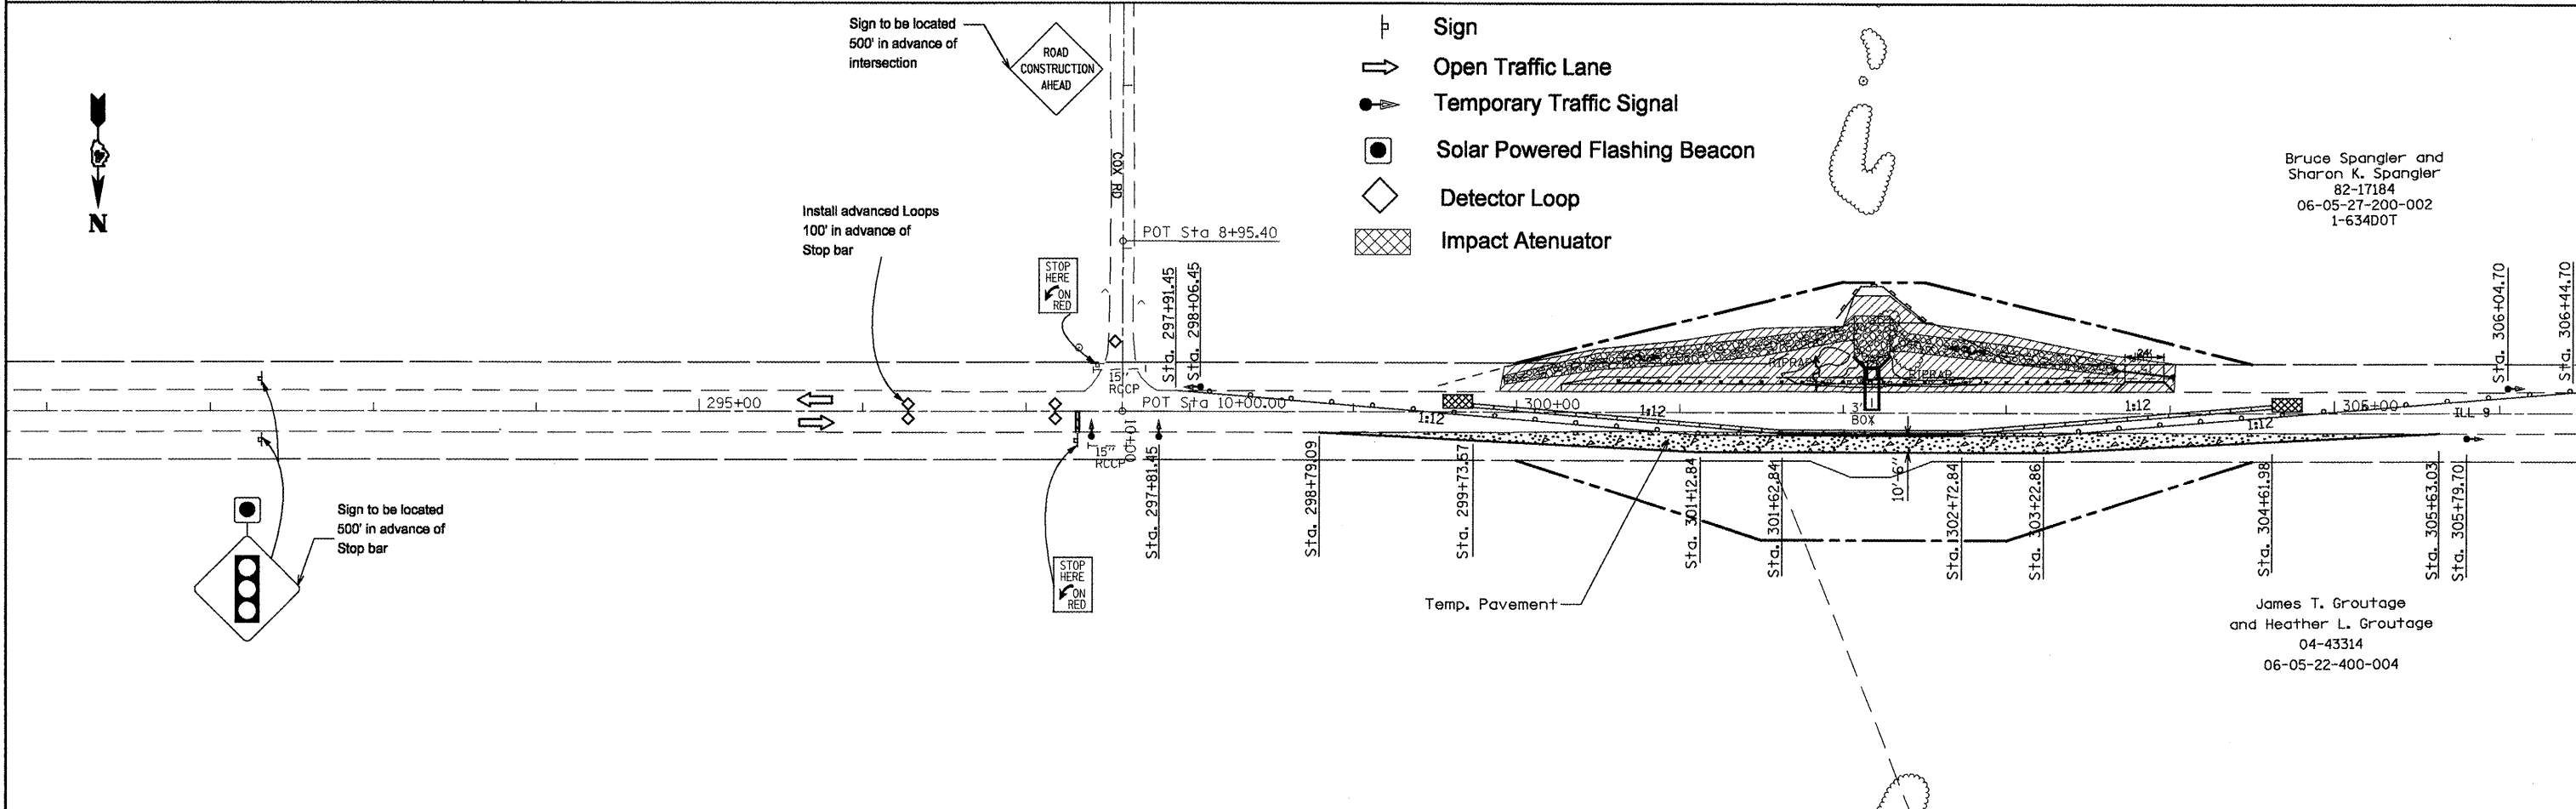 Sign to be located
500' in advance of
intersection
ROAD
CONSTRUCTION
AHEAD
Sign
Open Traffic Lane
Temporary Traffic Signal
Solar Powered Flashing Beacon
Detector Loop
Impact Atenuator
N
COX RD
Bruce Spangler and
Sharon K. Spangler
82-17184
06-05-27-200-002
1-634DOT
Install advanced Loops
100' in advance of
Stop bar
POT Sta 8+95.40
STOP
HERE
ON
RED
Sta. 297+91.45
Sta. 298+06.45
Sta. 306+04.70
Sta. 306+44.70
15'
RCCP
RIPRAP
RIPRAP
24'
295+00
POT Sta 10+00.00
10+00
300+00
1:12
1:12
3'
BOX
1:12
1:12
305+00
ILL 9
15"
RCCP
Sta. 297+81.45
Sta. 298+79.09
Sta. 299+73.57
Sta. 301+12.84
Sta. 301+62.84
10'-6"
Sta. 302+72.84
Sta. 303+22.86
Sta. 304+61.98
Sta. 305+63.03
Sta. 305+79.70
Sign to be located
500' in advance of
Stop bar
STOP
HERE
ON
RED
Temp. Pavement
James T. Groutage
and Heather L. Groutage
04-43314
06-05-22-400-004